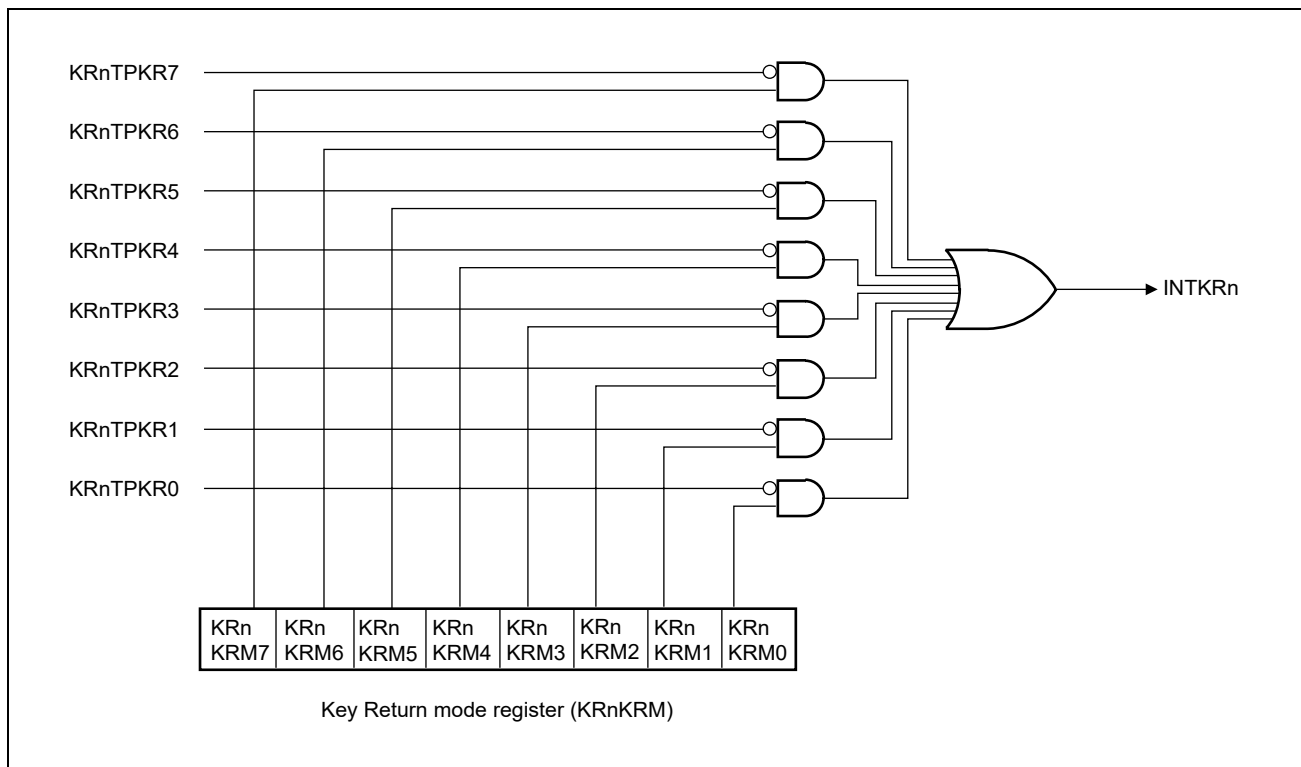 KRnTPKR7
KRnTPKR6
KRnTPKR5
KRnTPKR4
KRnTPKR3
KRnTPKR2
KRnTPKR1
KRnTPKR0
INTKRn
KRn KRn KRn KRn KRn KRn KRn KRn
KRM7 KRM6 KRM5 KRM4 KRM3 KRM2 KRM1 KRM0
Key Return mode register (KRnKRM)